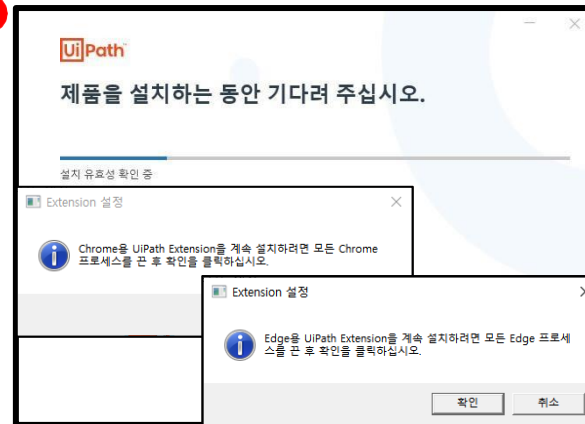 UiPath
제품을 설치하는 동안 기다려 주십시오.
설치 유효성 확인 중
Extension 설정
Chrome용 UiPath Extension을 계속 설치하려면 모든 Chrome
프로세스를 끈 후 확인을 클릭하십시오.
Extension 설정
Edge용 UiPath Extension을 계속 설치하려면 모든 Edge 프로세
스를 끈 후 확인을 클릭하십시오.
확인
취소